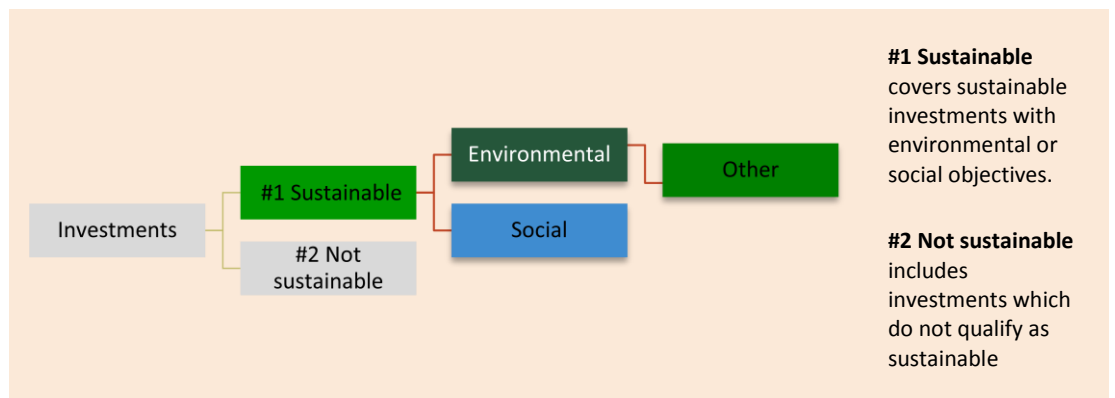 Investments
#1 Sustainable
#2 Not
sustainable
Environmental
Social
Other
#1 Sustainable
covers sustainable
investments with
environmental or
social objectives.
#2 Not sustainable
includes
investments which
do not qualify as
sustainable